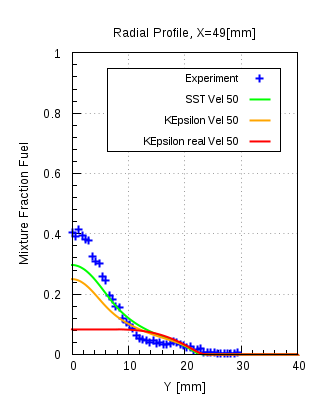 Radial Profile, X=49[mm]
1
Experiment
SST Vel 50
KEpsilon Vel 50
KEpsilon real Vel 50
0.8
0.6
0.4
0.2
0
Mixture Fraction Fuel
0 10 20 30 40
Y [mm]